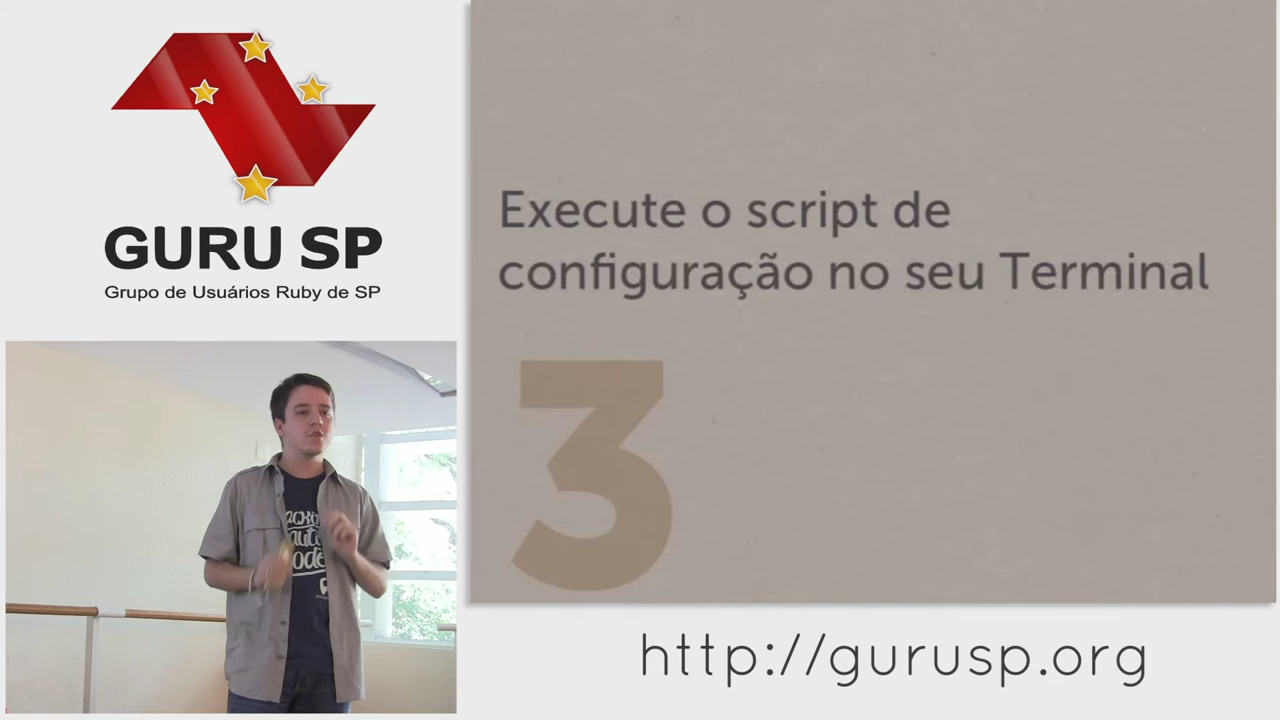 GURU SP
Grupo de Usuários Ruby de SP
Execute o script de
configuração no seu Terminal
3
http://gurusp.org